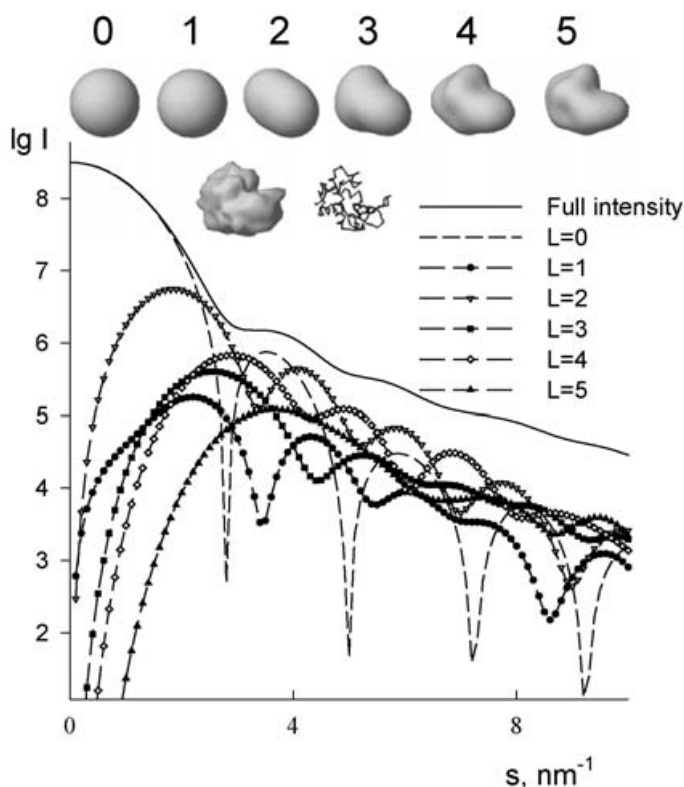 0 1 2 3 4 5
lg I
8
7
6
5
4
3
2
Full intensity
L=0
L=1
L=2
L=3
L=4
L=5
0 4 8
s, nm-1